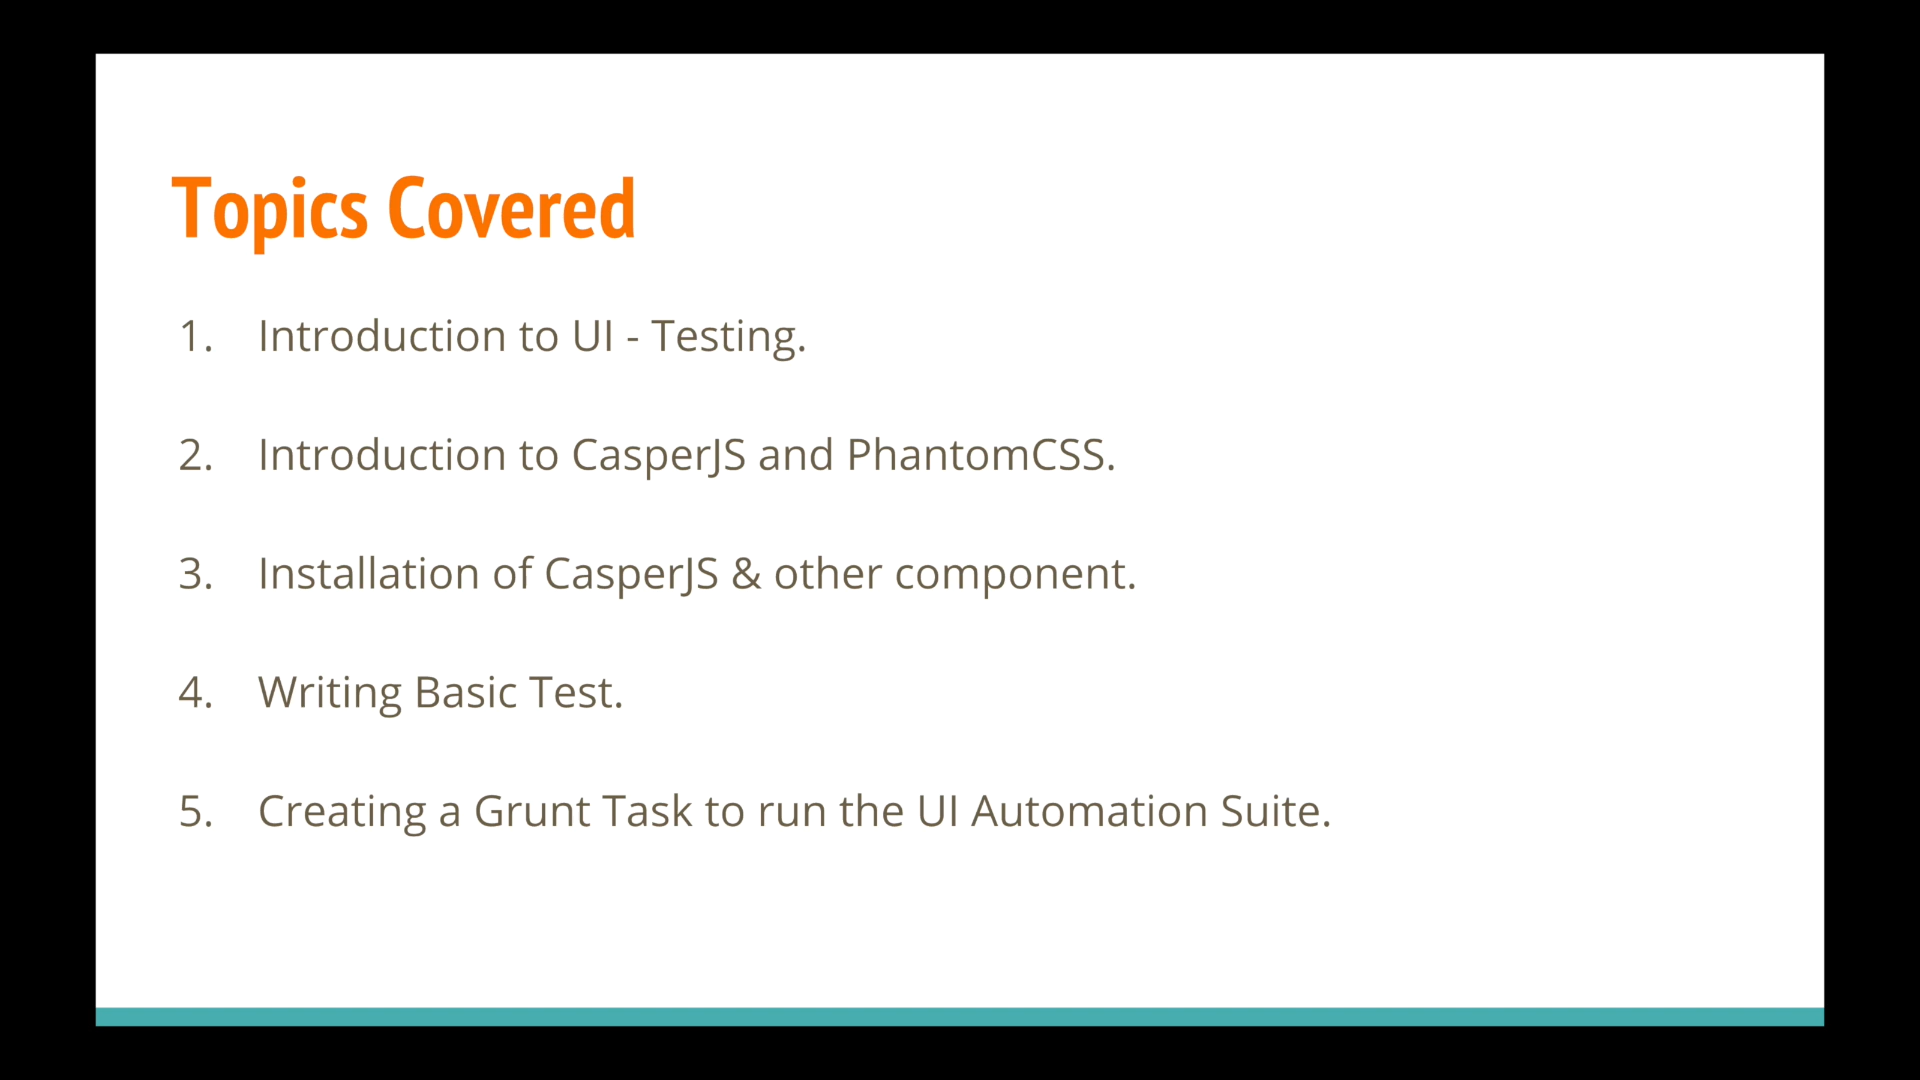 Topics Covered
1. Introduction to UI - Testing.
2. Introduction to CasperJS and PhantomCSS.
3. Installation of CasperJS & other component.
4. Writing Basic Test.
5. Creating a Grunt Task to run the UI Automation Suite.